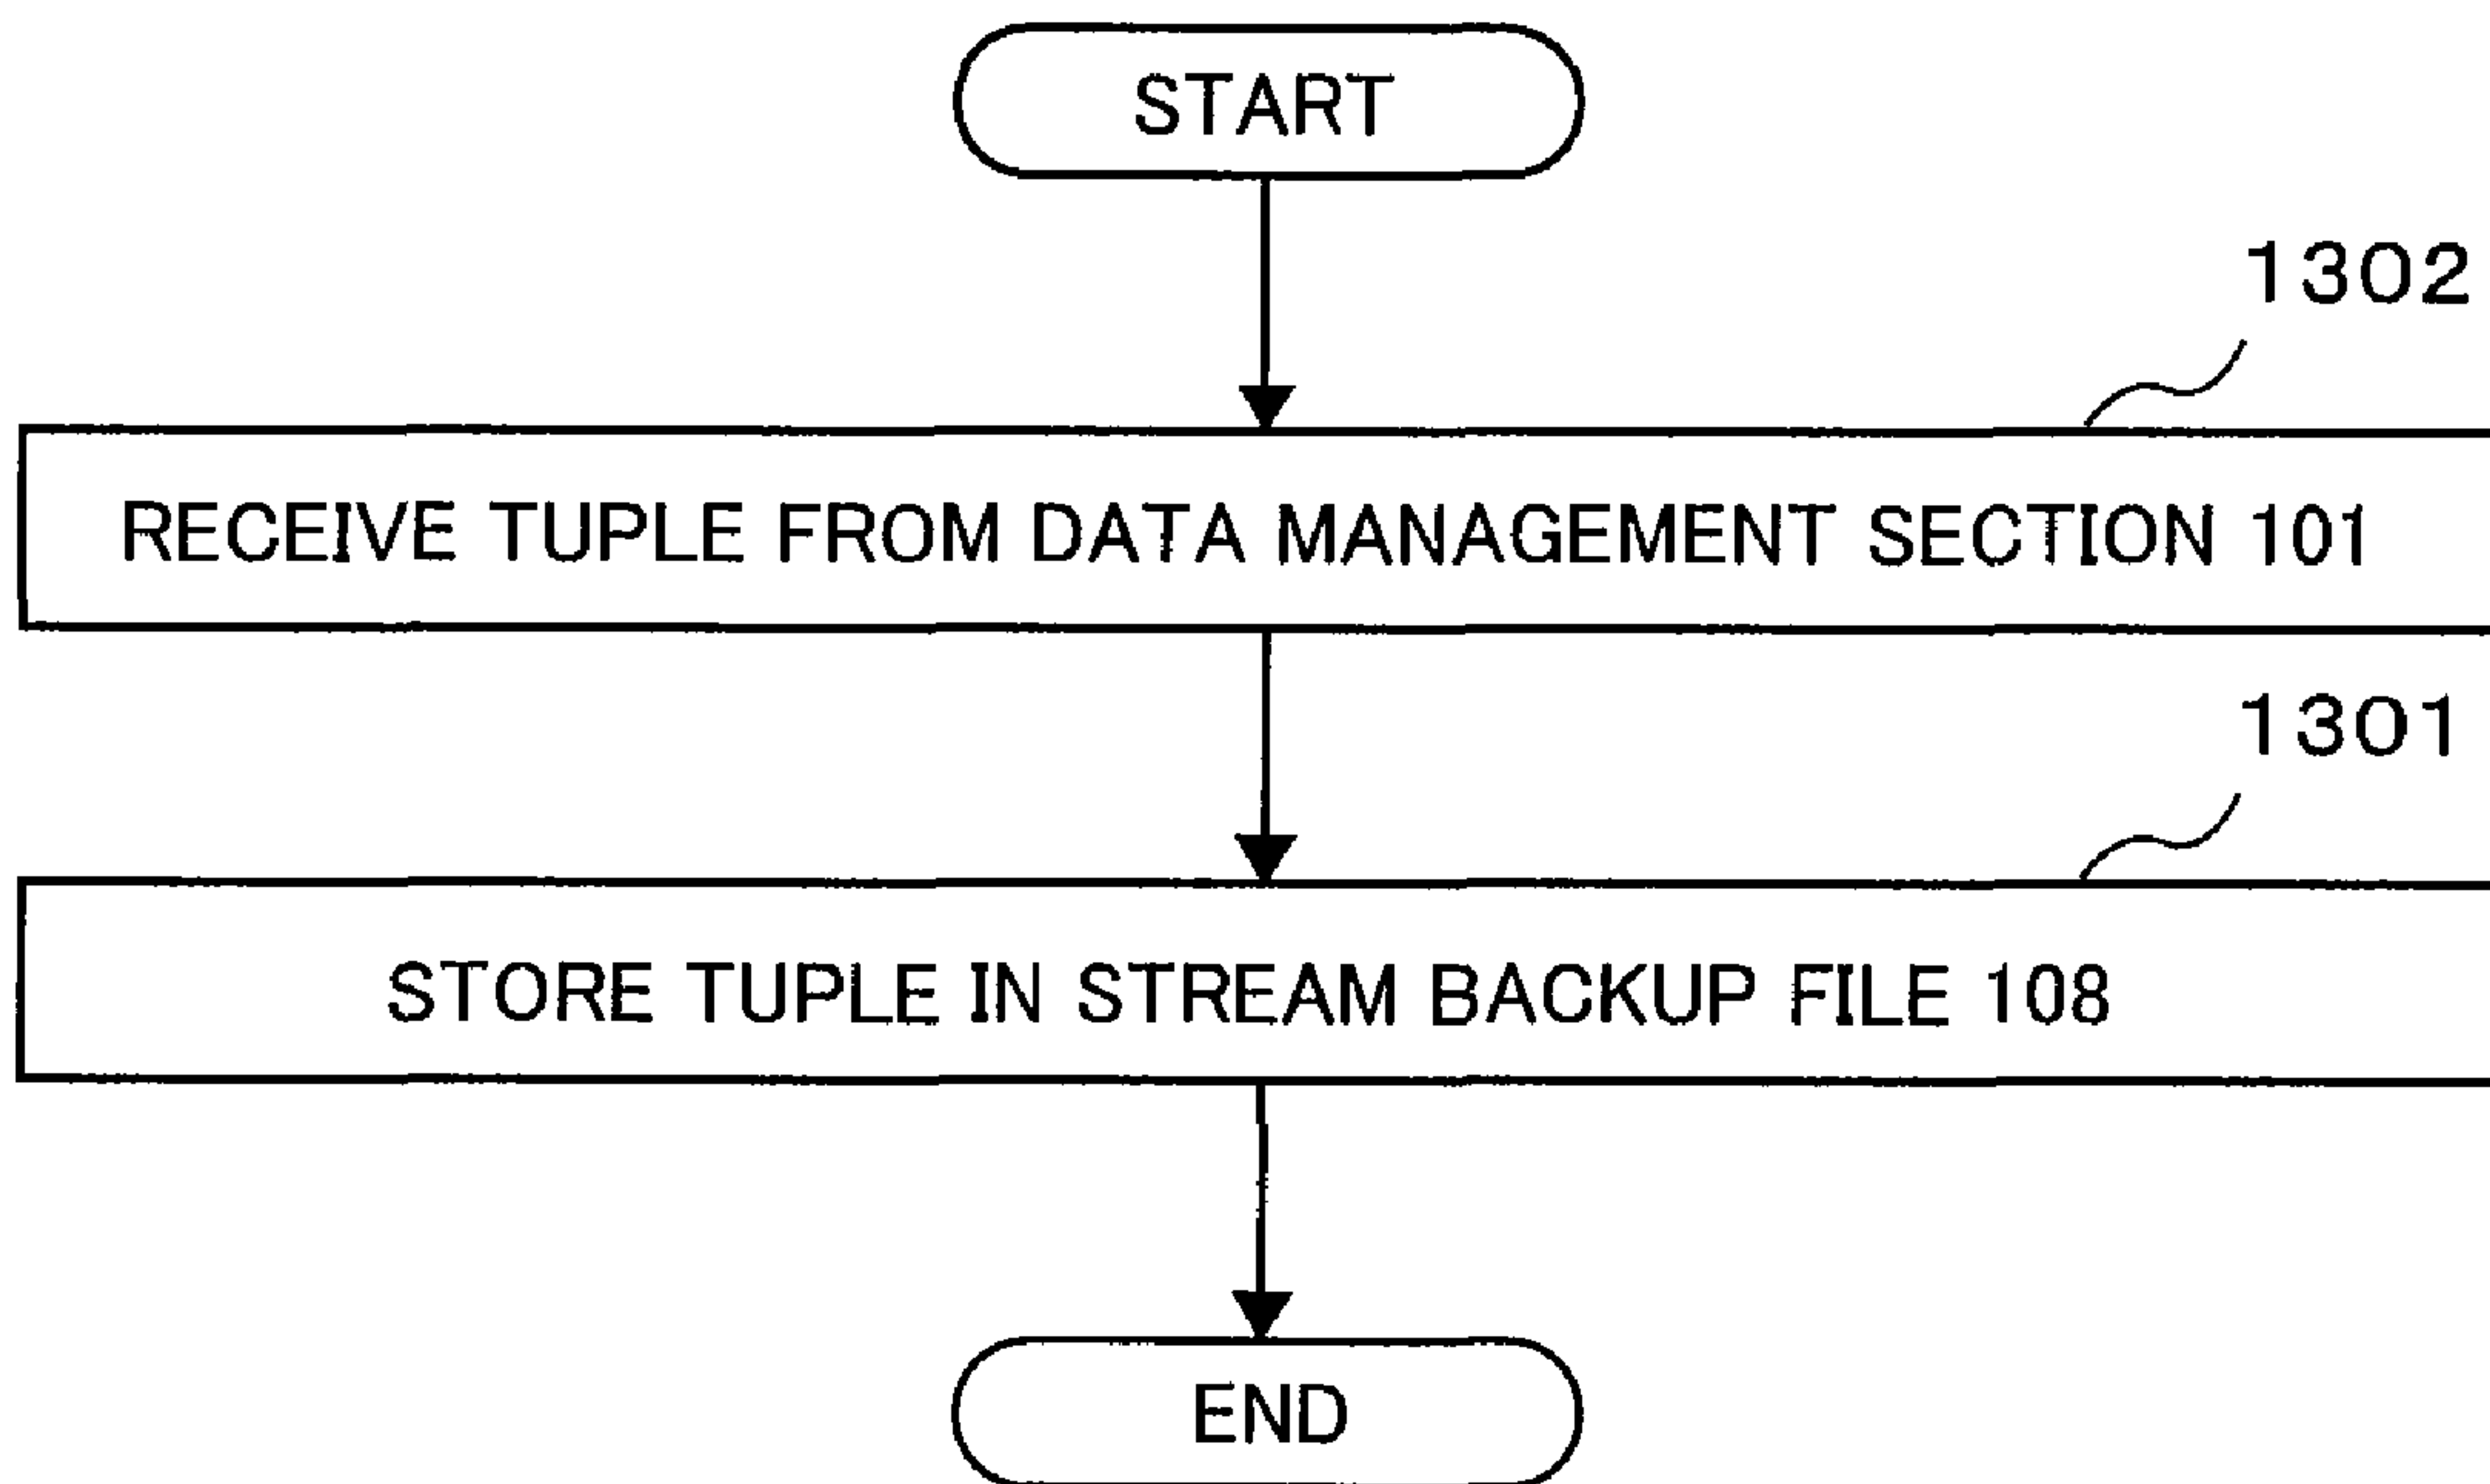 START
1302
RECEIVE TUPLE FROM DATA MANAGEMENT SECTION 101
1301
STORE TUPLE IN STREAM BACKUP FILE 108
END